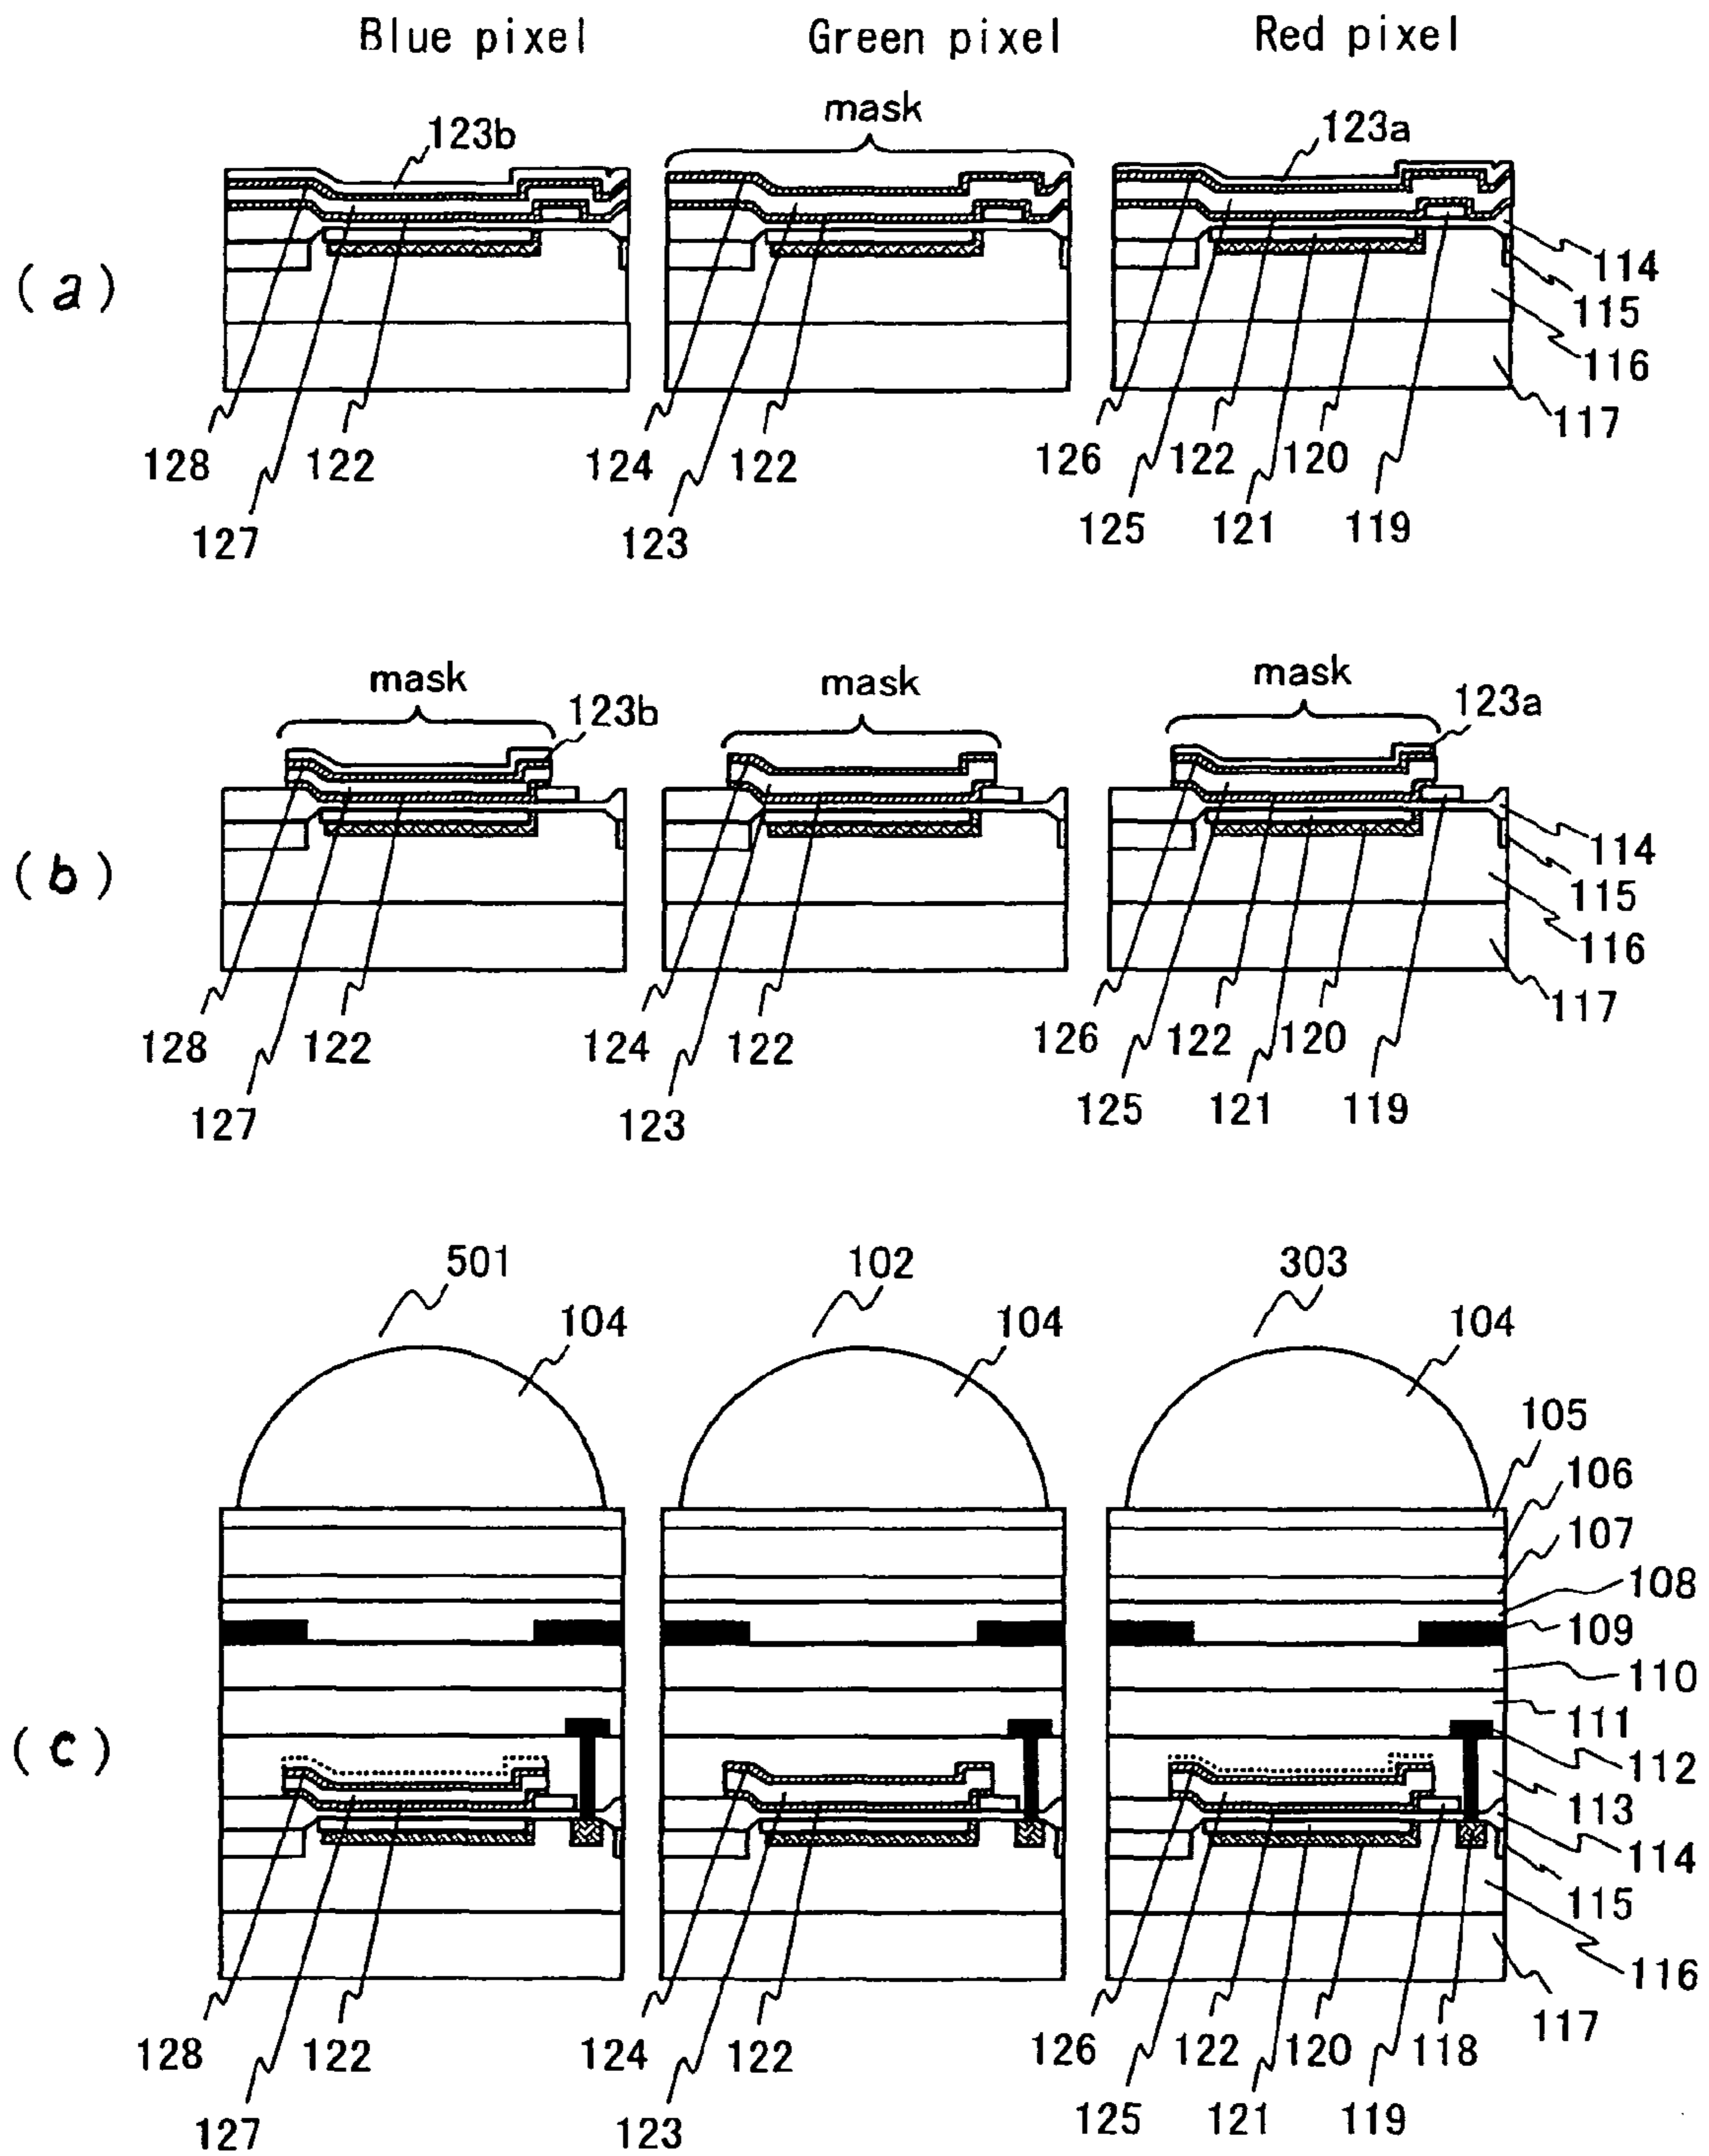 Blue pixel Green pixel Red pixel
mask
123b 123a
(a)
114
115
116
117
128 122 124 122 126 122 120
127 123 125 121 119
mask mask mask
123b 123a
(b)
114
115
116
117
128 122 124 122 126 122 120
127 123 125 121 119
501 102 303
104 104 104
105
106
107
108
109
110
111
(c)
112
113
114
115
116
117
128 122 124 122 126 122 120 118
127 123 125 121 119